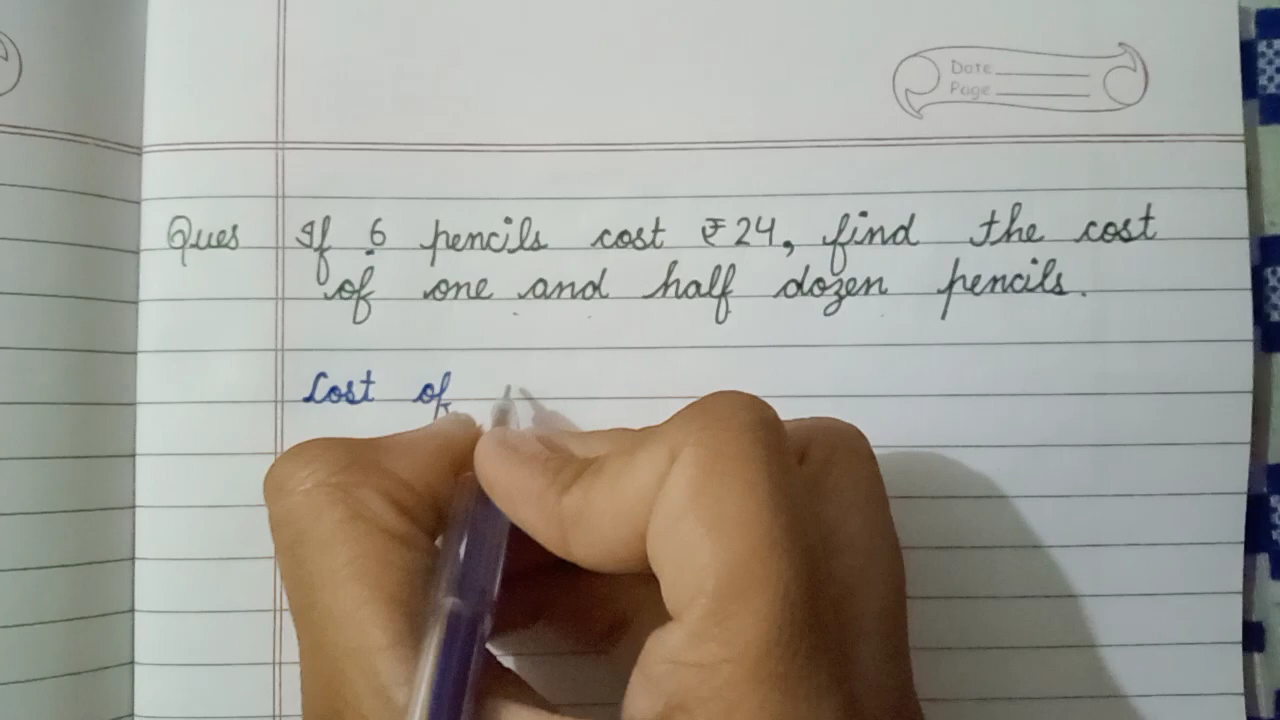 Date
Page
Ques If 6 pencils cost ₹24, find the cost
of one and half dozen pencils.
Cost of